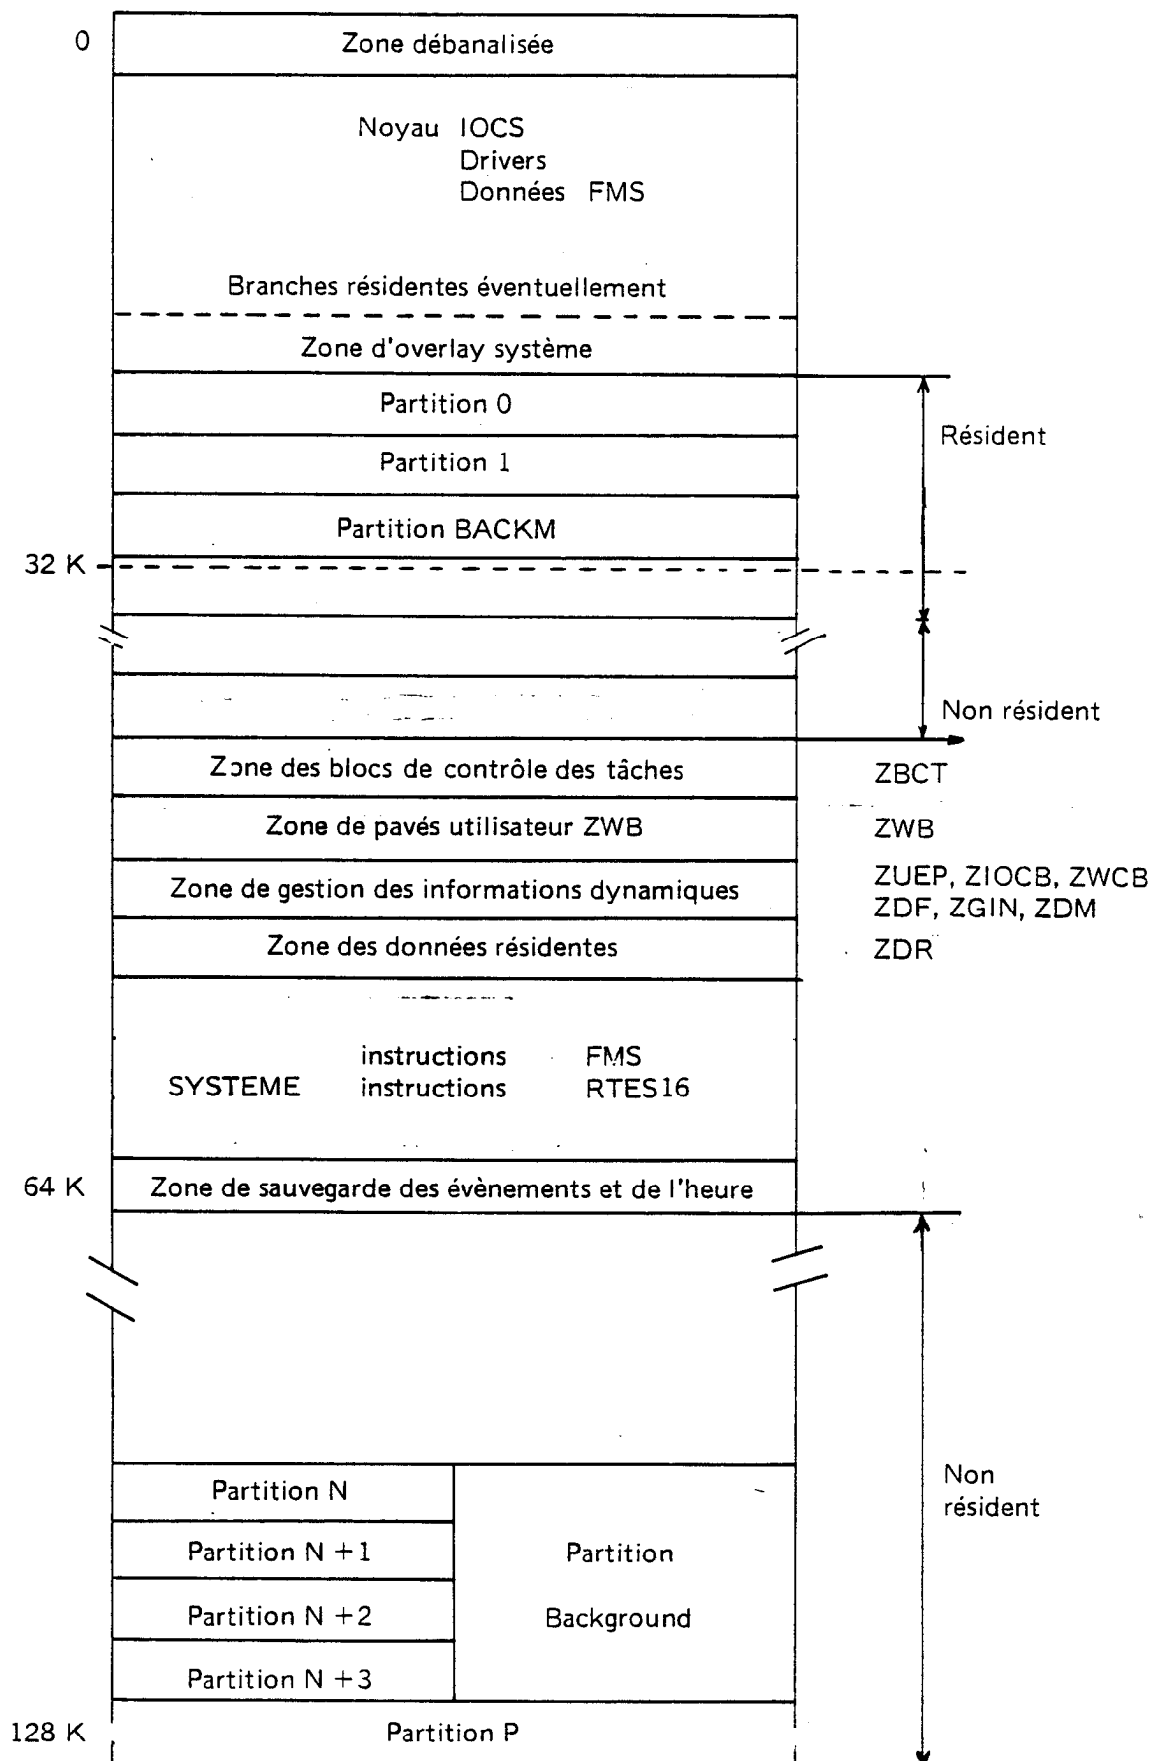 0
Zone débanalisée
Noyau IOCS
Drivers
Données FMS
Branches résidentes éventuellement
Zone d'overlay système
Partition 0
Partition 1
Résident
Partition BACKM
32 K
Non résident
Zone des blocs de contrôle des tâches ZBCT
Zone de pavés utilisateur ZWB ZWB
Zone de gestion des informations dynamiques ZUEP, ZIOCB, ZWCB
ZDF, ZGIN, ZDM
Zone des données résidentes ZDR
instructions FMS
SYSTEME instructions RTES16
64 K Zone de sauvegarde des évènements et de l'heure
Partition N
Non
résident
Partition N +1
Partition
Partition N +2
Background
Partition N +3
128 K Partition P